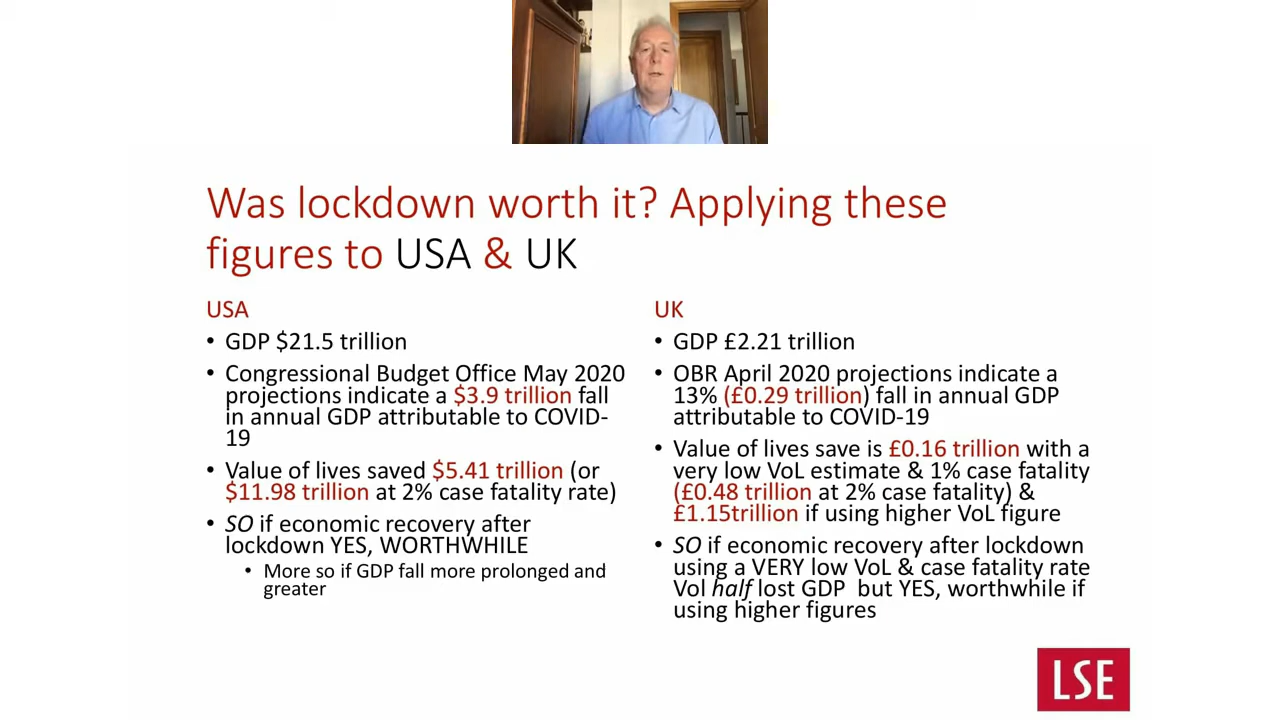 Was lockdown worth it? Applying these
figures to USA & UK
USA
• GDP $21.5 trillion
• Congressional Budget Office May 2020
projections indicate a $3.9 trillion fall
in annual GDP attributable to COVID-
19
• Value of lives saved $5.41 trillion (or
$11.98 trillion at 2% case fatality rate)
• SO if economic recovery after
lockdown YES, WORTHWHILE
• More so if GDP fall more prolonged and
greater
UK
• GDP £2.21 trillion
• OBR April 2020 projections indicate a
13% (£0.29 trillion) fall in annual GDP
attributable to COVID-19
• Value of lives save is £0.16 trillion with a
very low VoL estimate & 1% case fatality
(£0.48 trillion at 2% case fatality) &
£1.15trillion if using higher VoL figure
• SO if economic recovery after lockdown
using a VERY low VoL & case fatality rate
Vol half lost GDP but YES, worthwhile if
using higher figures
LSE